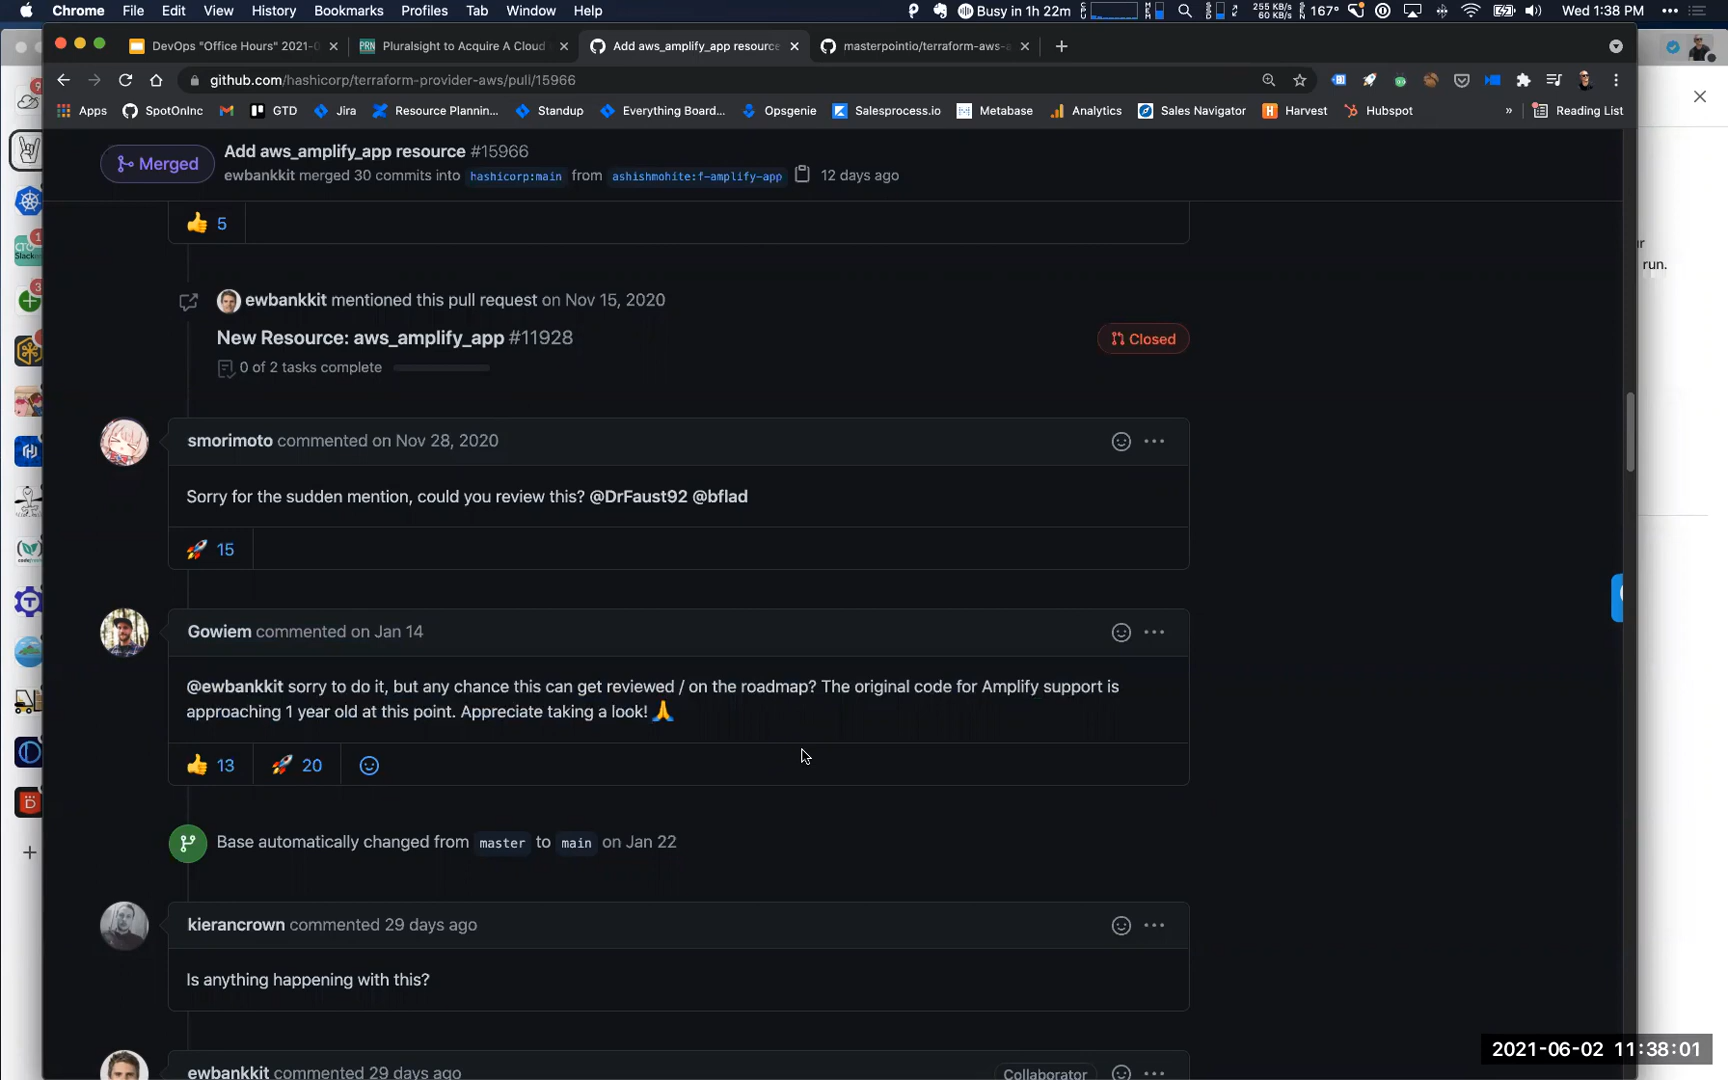 Chrome File Edit View History Bookmarks Profiles Tab Window Help
Busy in 1h 22m 255 KB/s 60 KB/s 167° Wed 1:38 PM
DevOps "Office Hours" 2021-0
Pluralsight to Acquire A Cloud
Add aws_amplify_app resource
masterpointio/terraform-aws-a
github.com/hashicorp/terraform-provider-aws/pull/15966
Apps SpotOnInc GTD Jira Resource Plannin... Standup Everything Board... Opsgenie Salesprocess.io Metabase Analytics Sales Navigator Harvest Hubspot » Reading List
Merged
Add aws_amplify_app resource #15966
ewbankkit merged 30 commits into hashicorp:main from ashishmohite:f-amplify-app 12 days ago
5
ewbankkit mentioned this pull request on Nov 15, 2020
New Resource: aws_amplify_app #11928
Closed
0 of 2 tasks complete
smorimoto commented on Nov 28, 2020
Sorry for the sudden mention, could you review this? @DrFaust92 @bflad
15
Gowiem commented on Jan 14
@ewbankkit sorry to do it, but any chance this can get reviewed / on the roadmap? The original code for Amplify support is
approaching 1 year old at this point. Appreciate taking a look!
13 20
Base automatically changed from master to main on Jan 22
kierancrown commented 29 days ago
Is anything happening with this?
ewbankkit commented 29 days ago
Collaborator
run.
2021-06-02 11:38:01